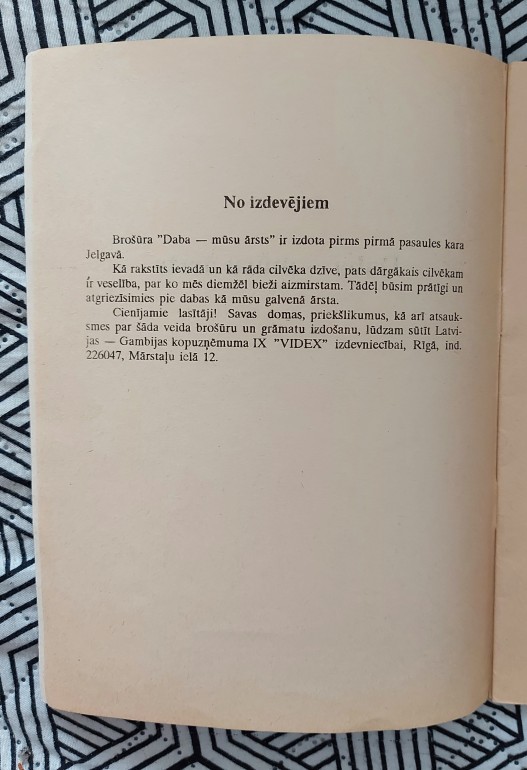 No izdevējiem
Brošūra "Daba — mūsu ārsts" ir izdota pirms pirmā pasaules kara
Jelgavā.
Kā rakstīts ievadā un kā rāda cilvēka dzīve, pats dārgākais cilvēkam
ir veselība, par ko mēs diemžēl bieži aizmirstam. Tādēļ būsim prātīgi un
atgriezīsimies pie dabas kā mūsu galvenā ārsta.
Cienījamie lasītāji! Savas domas, priekšlikumus, kā arī atsauk-
smes par šāda veida brošūru un grāmatu izdošanu, lūdzam sūtīt Latvi-
jas — Gambijas kopuzņēmuma IX "VIDEX" izdevniecībai, Rīgā, ind.
226047, Mārstaļu ielā 12.